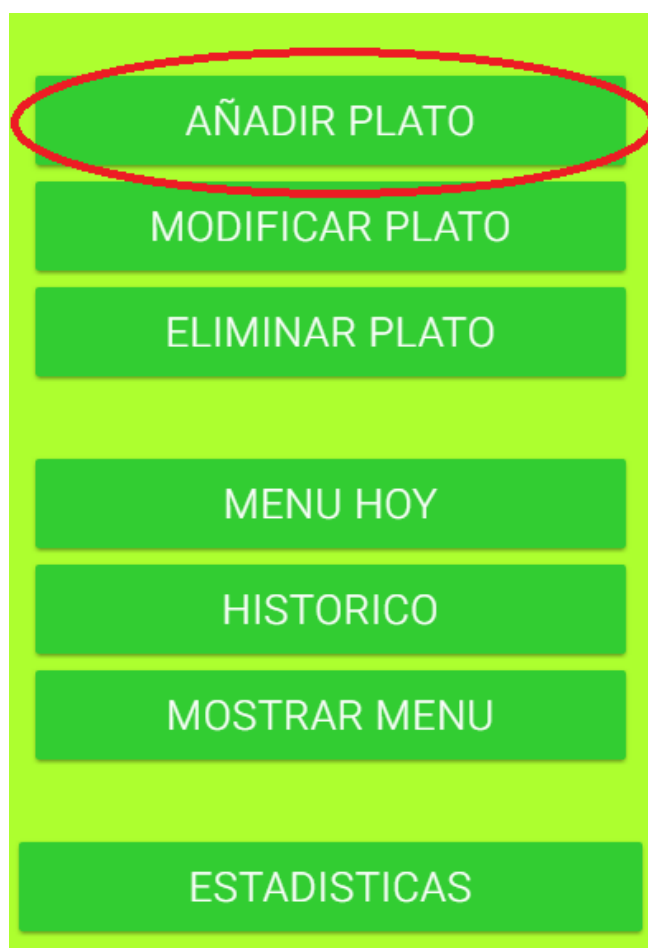 AÑADIR PLATO
MODIFICAR PLATO
ELIMINAR PLATO
MENU HOY
HISTORICO
MOSTRAR MENU
ESTADISTICAS